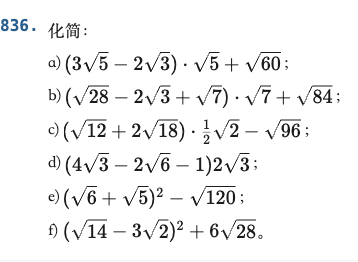 836. 化简：
a) (3√5 − 2√3) · √5 + √60 ;
b) (√28 − 2√3 + √7) · √7 + √84 ;
c) (√12 + 2√18) · 1/2 √2 − √96 ;
d) (4√3 − 2√6 − 1)2√3 ;
e) (√6 + √5)² − √120 ;
f) (√14 − 3√2)² + 6√28。